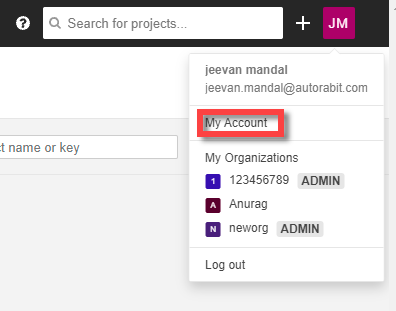 ? Search for projects... + JM
jeevan mandal
jeevan.mandal@autorabit.com
My Account
ct name or key
My Organizations
1 123456789 ADMIN
A Anurag
N neworg ADMIN
Log out